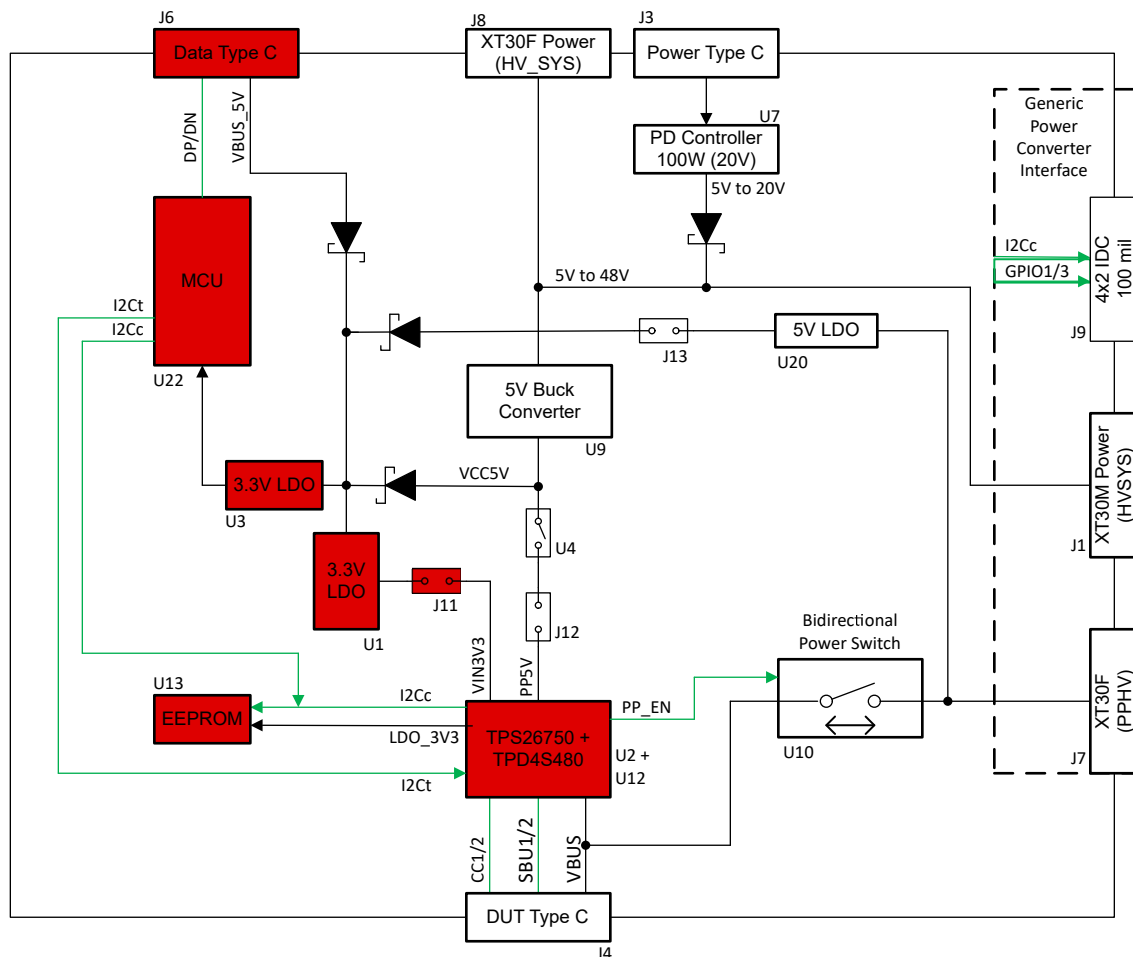 J6
J8
J3
Data Type C
XT30F Power
(HV_SYS)
Power Type C
U7
PD Controller
100W (20V)
5V to 20V
DP/DN
VBUS_5V
Generic
Power
Converter
Interface
I2Cc
GPIO1/3
4x2 IDC
100 mil
J9
MCU
5V to 48V
I2Ct
I2Cc
U22
J13
5V LDO
U20
5V Buck
Converter
U9
VCC5V
3.3V LDO
U3
U4
XT30M Power
(HVSYS)
J1
3.3V
LDO
U1
J11
J12
VIN3V3
PP5V
Bidirectional
Power Switch
U10
U13
EEPROM
I2Cc
LDO_3V3
I2Ct
PP_EN
TPS26750 +
TPD4S480
U2 +
U12
XT30F
(PPHV)
J7
CC1/2
SBU1/2
VBUS
DUT Type C
J4